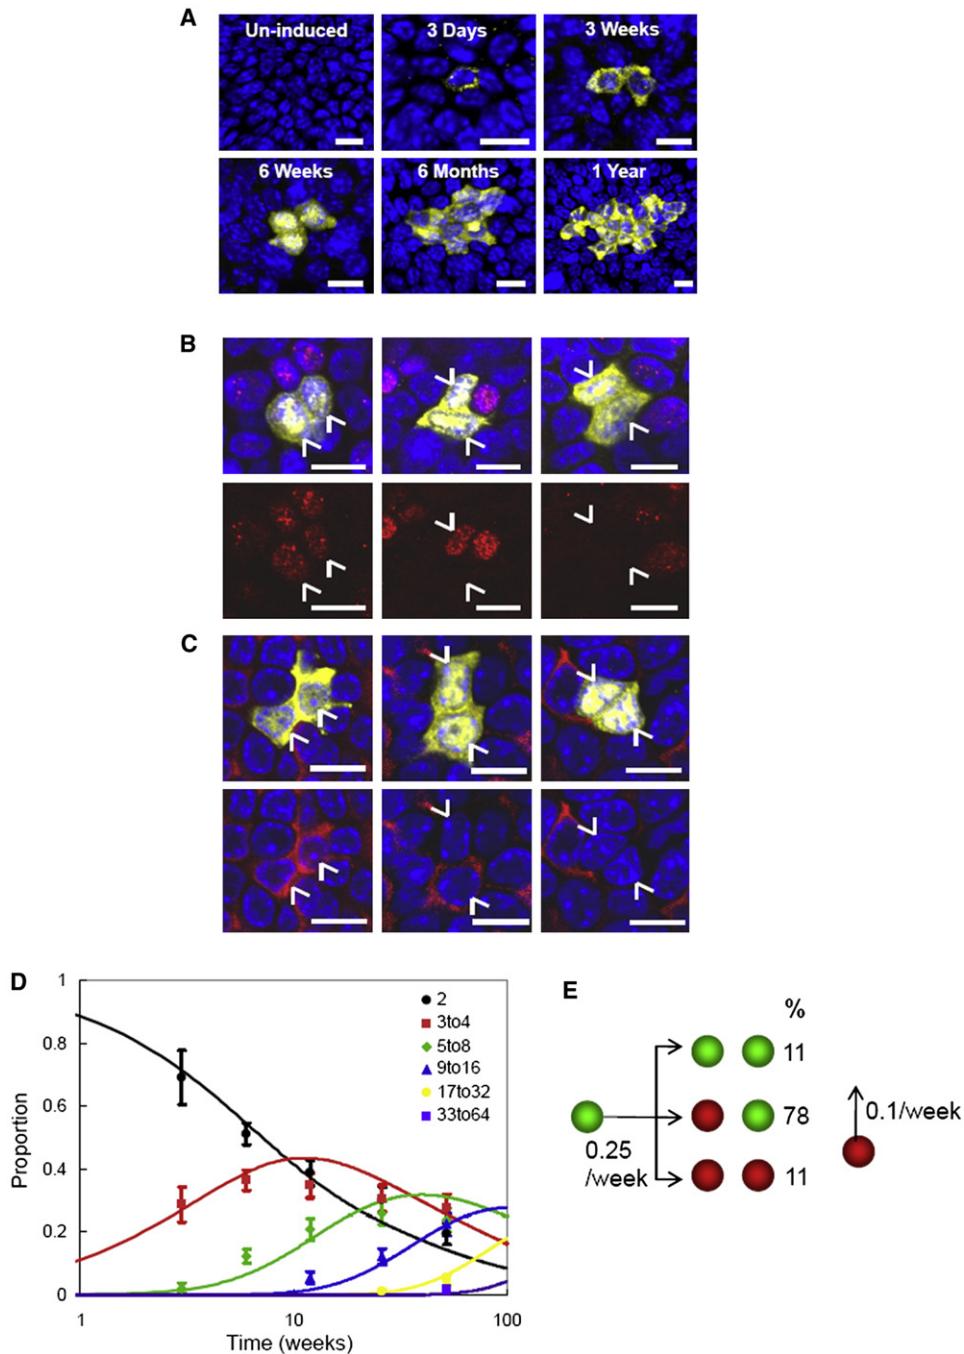 A
Un-induced
3 Days
3 Weeks
6 Weeks
6 Months
1 Year
B
C
D
1
0.8
0.6
0.4
0.2
0
Proportion
2
3to4
5to8
9to16
17to32
33to64
1
10
100
Time (weeks)
E
%
11
78
11
0.25
/week
0.1/week